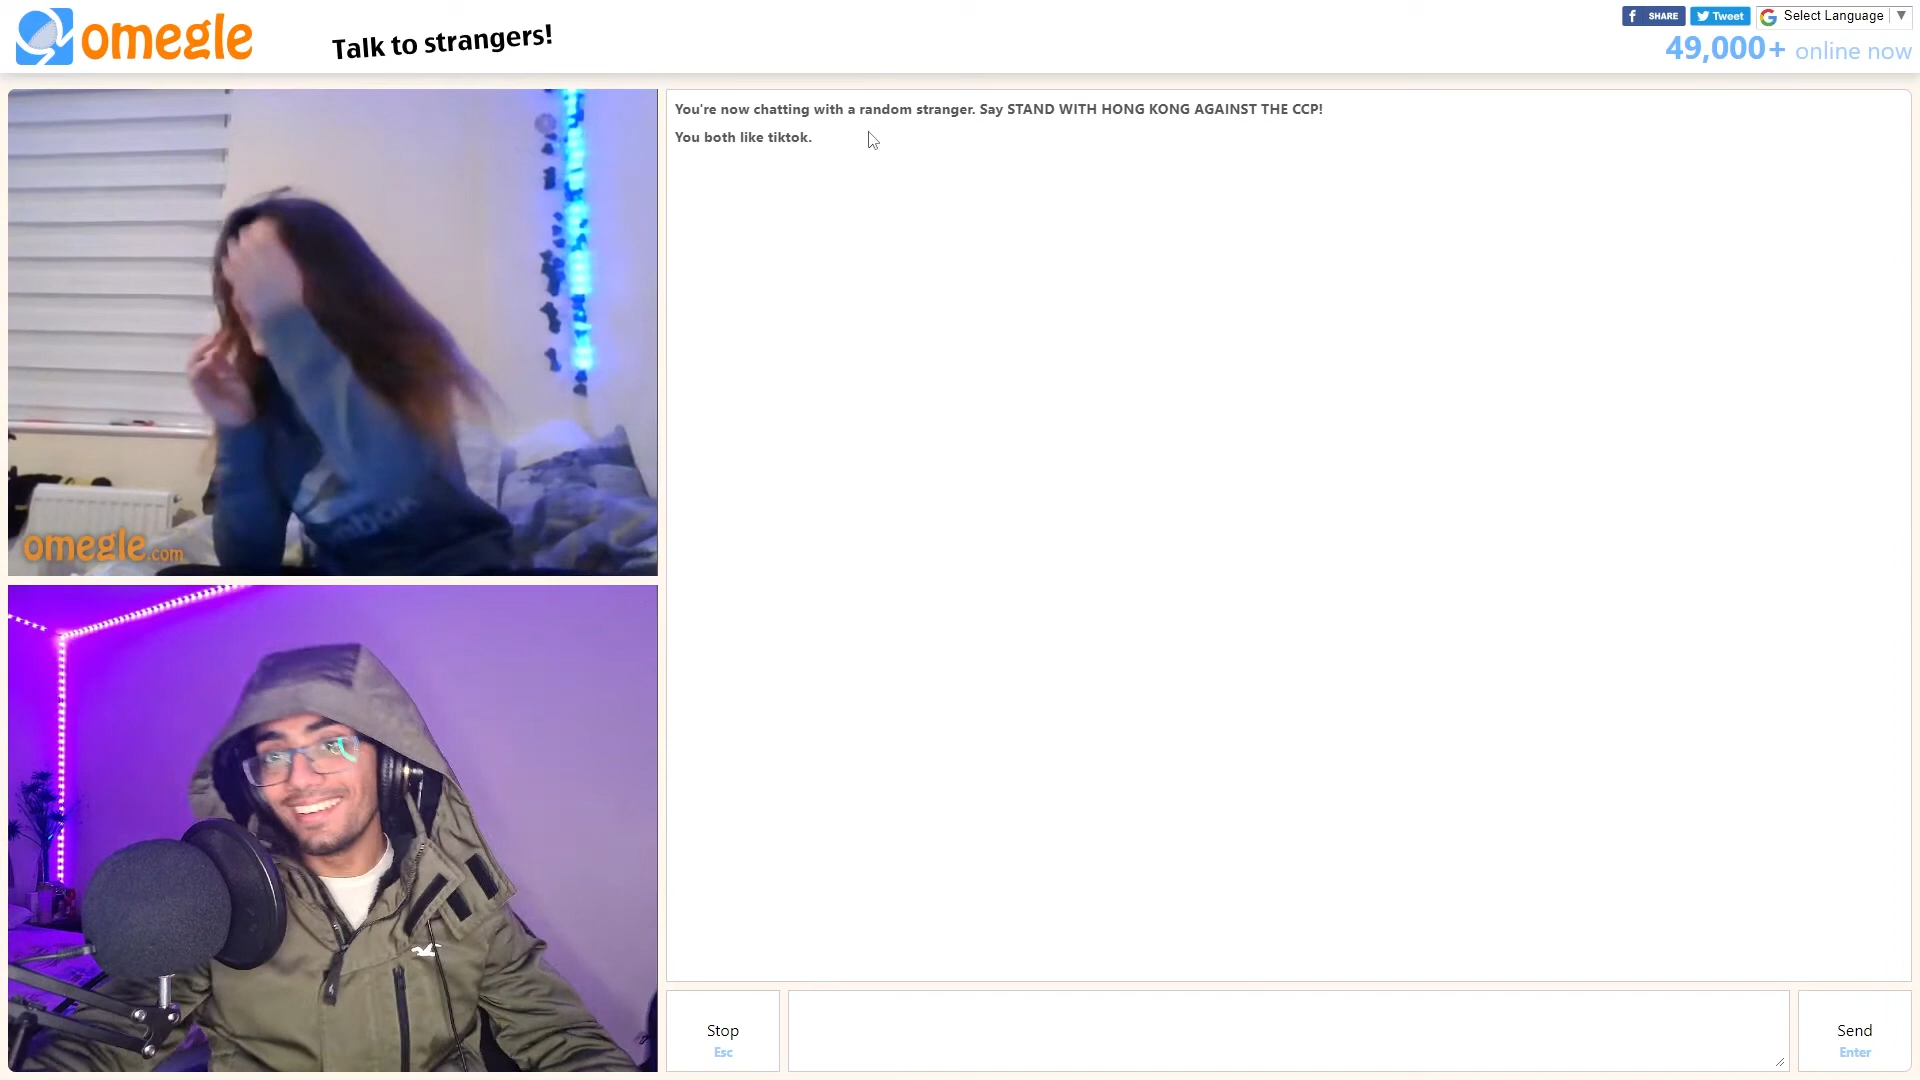 omegle
Talk to strangers!
SHARE
Tweet
Select Language
49,000+ online now
You're now chatting with a random stranger. Say STAND WITH HONG KONG AGAINST THE CCP!
You both like tiktok.
omegle.com
Stop
Esc
Send
Enter